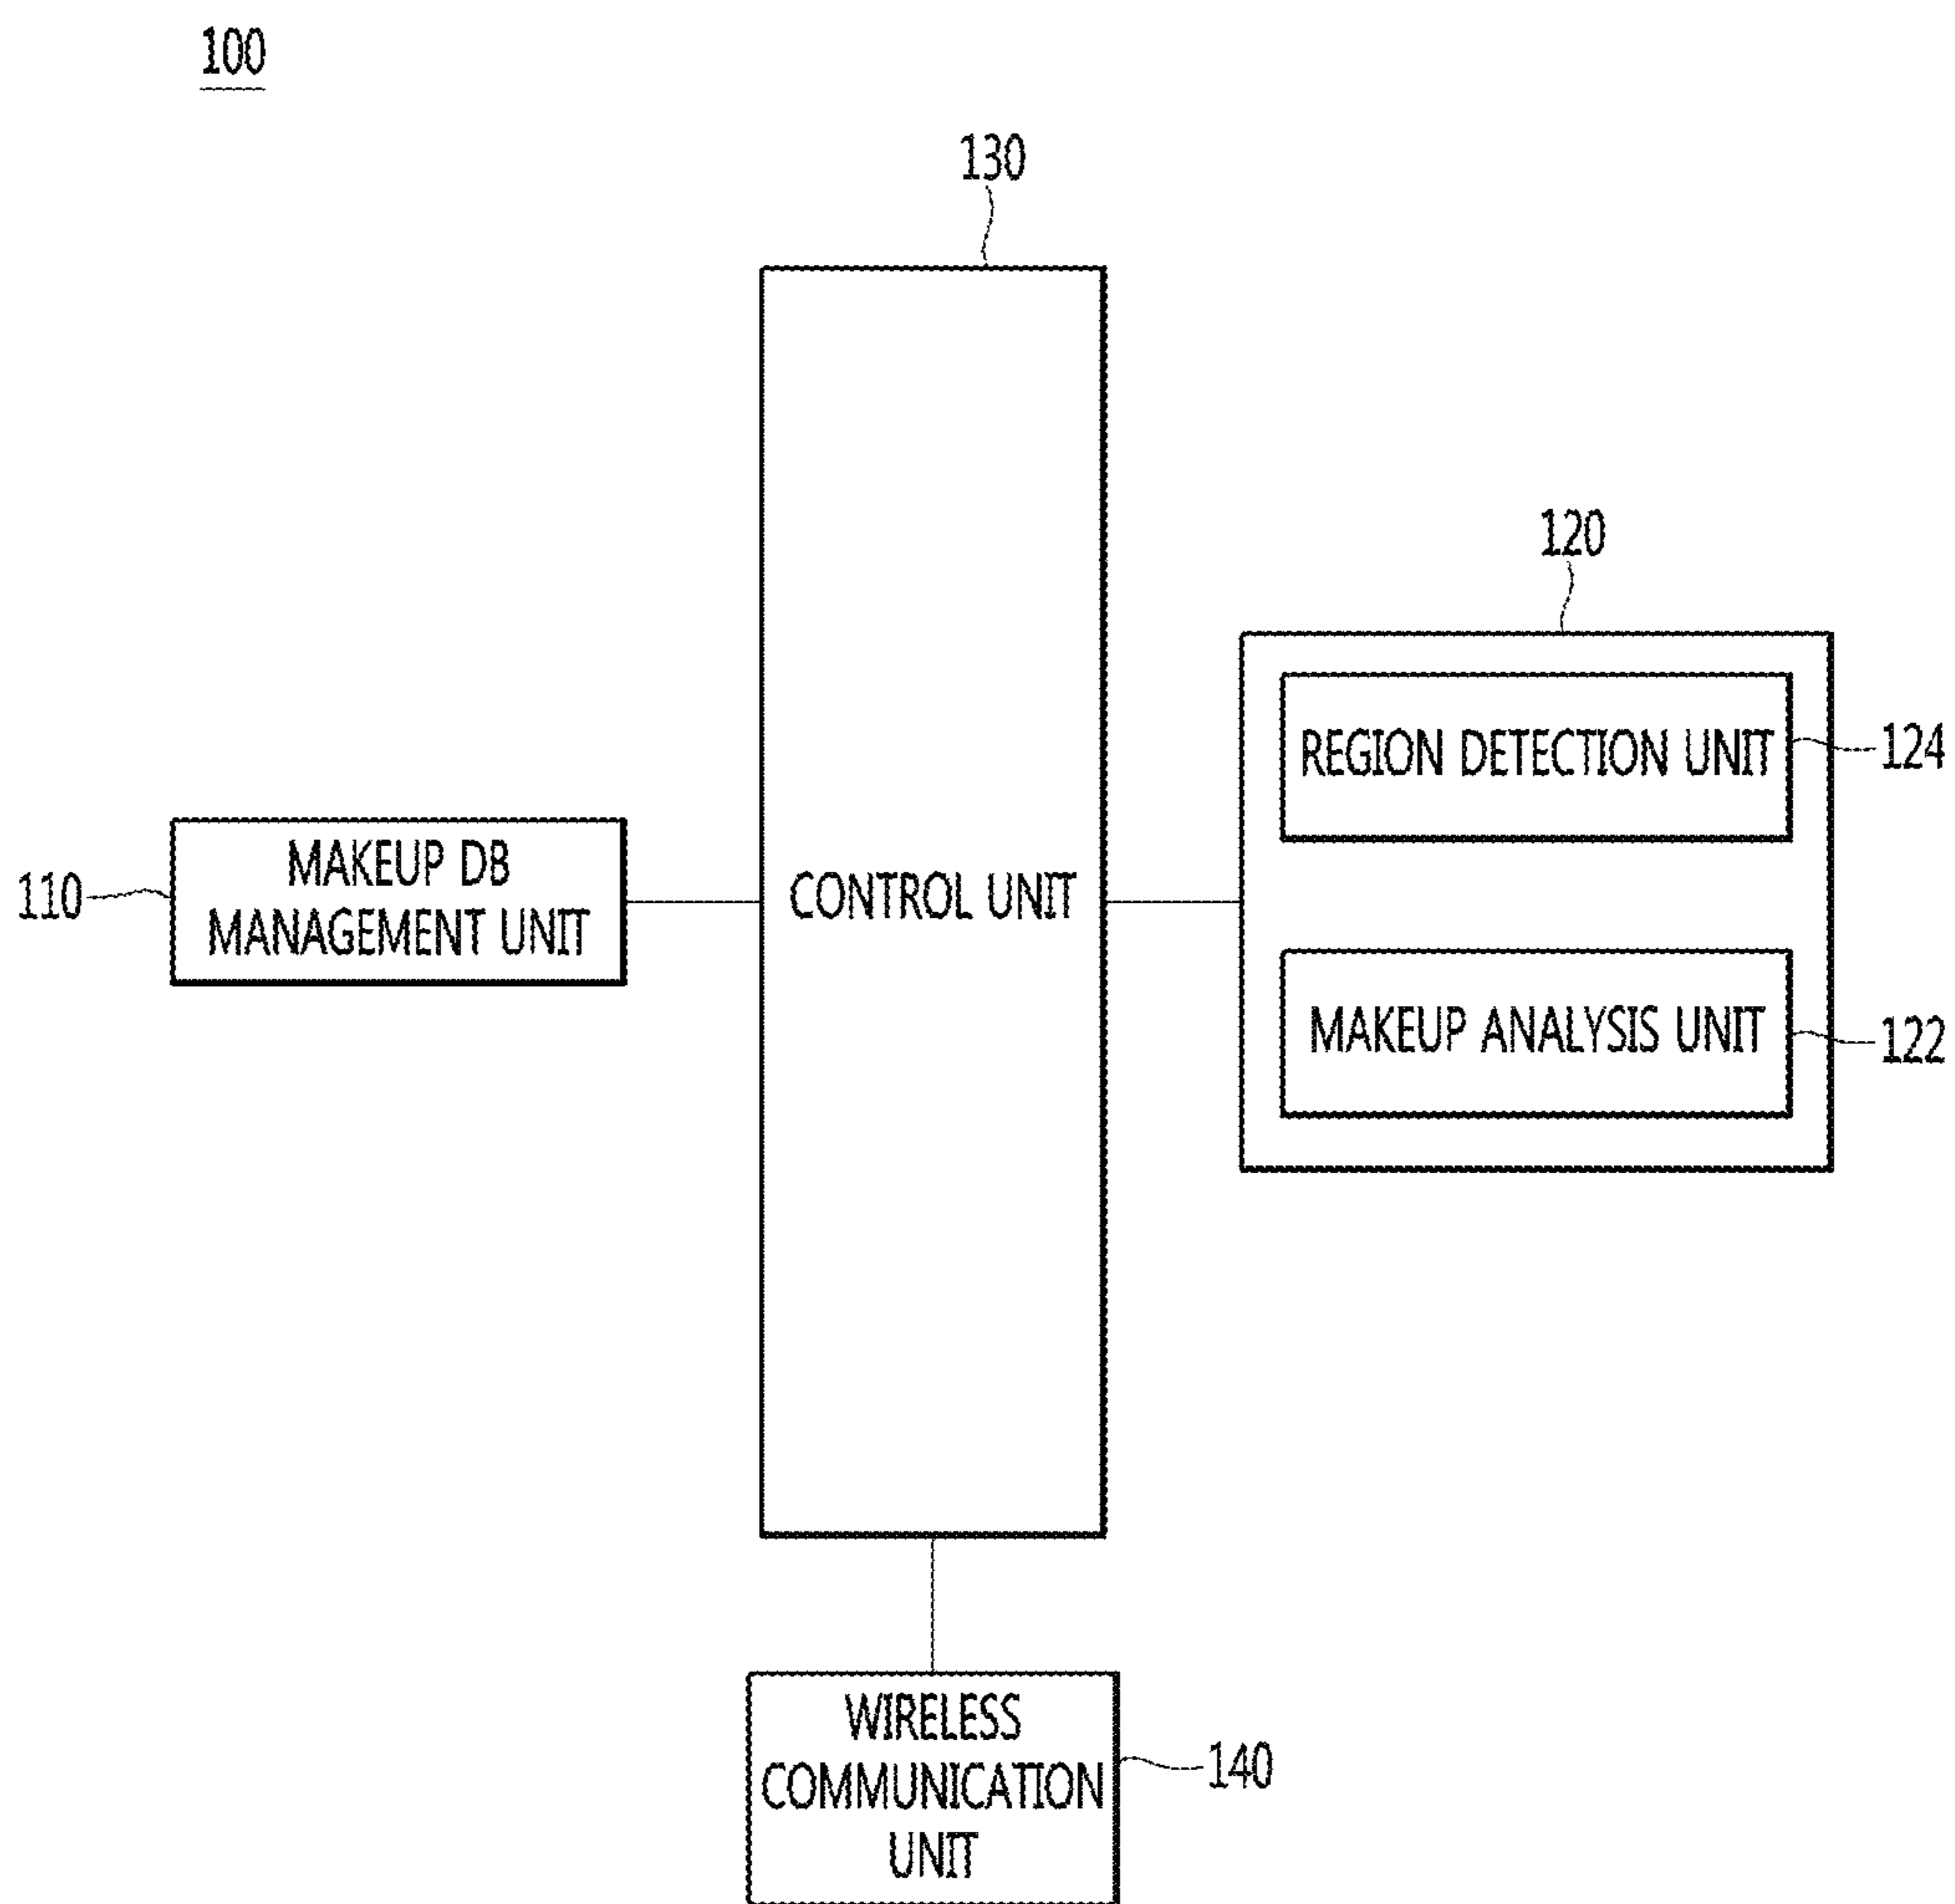 100
130
120
REGION DETECTION UNIT
124
MAKEUP DB
MANAGEMENT UNIT
110
CONTROL UNIT
MAKEUP ANALYSIS UNIT
122
WIRELESS
COMMUNICATION
UNIT
140